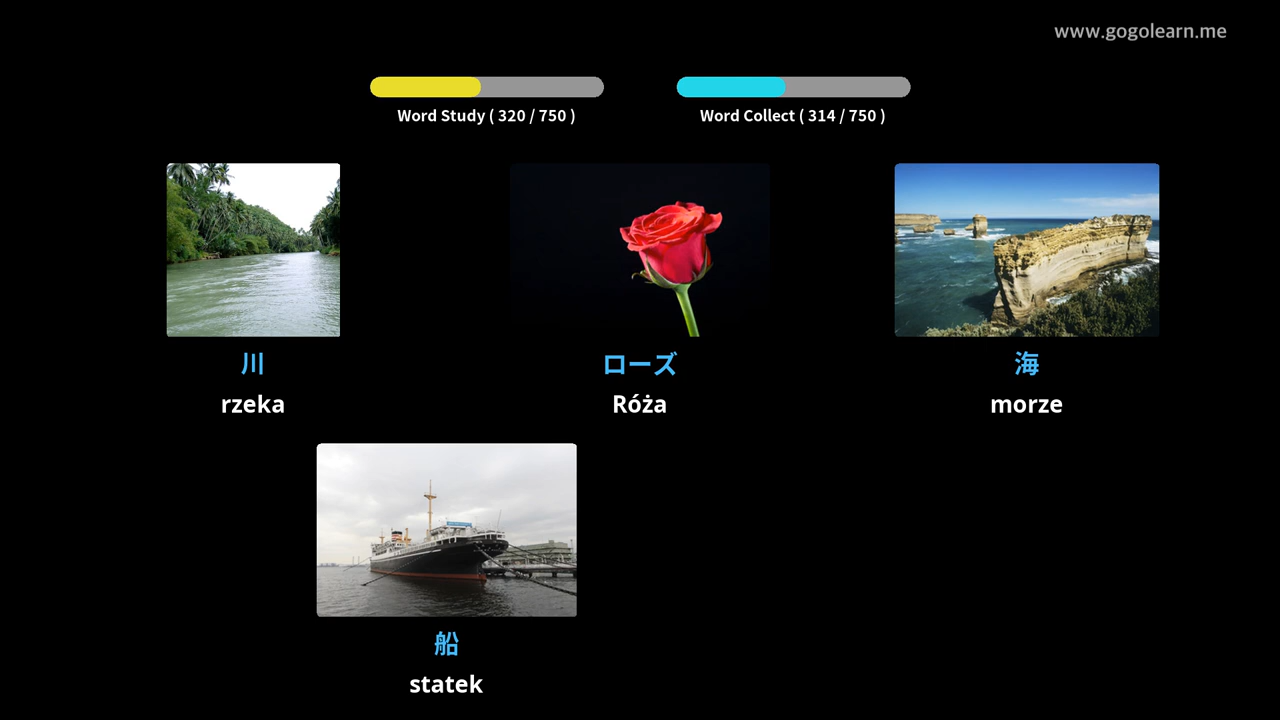 www.gogolearn.me
Word Study ( 320 / 750 )
Word Collect ( 314 / 750 )
川
rzeka
ローズ
Róża
海
morze
船
statek